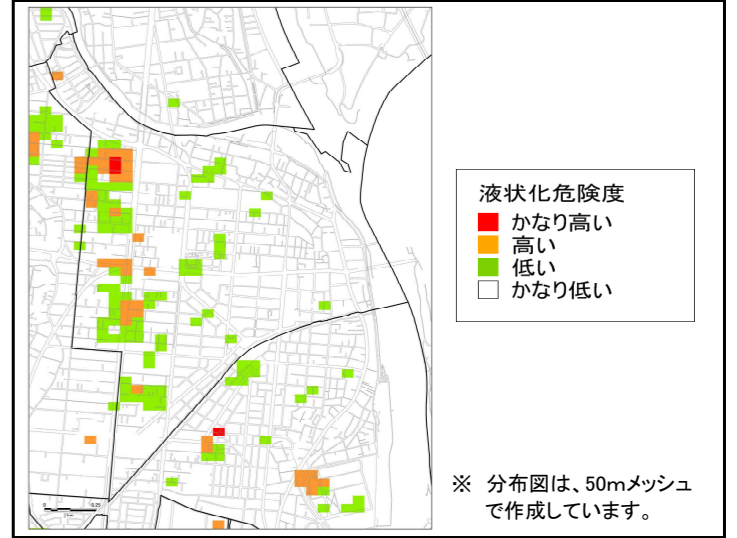 液状化危険度
かなり高い
高い
低い
かなり低い
※ 分布図は、50mメッシュ
で作成しています。
0.25